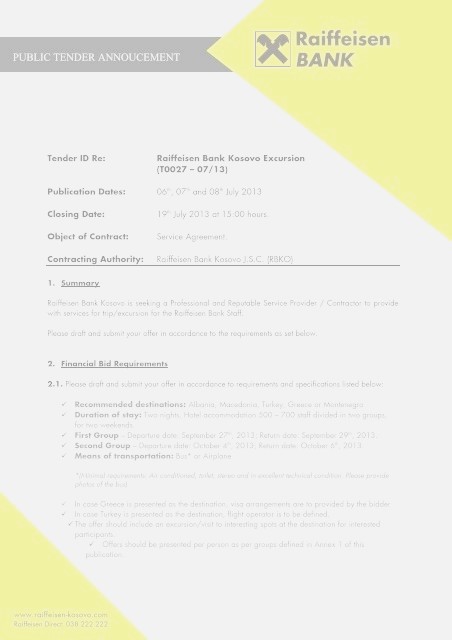 Raiffeisen
BANK
PUBLIC TENDER ANNOUCEMENT
Tender ID Re: Raiffeisen Bank Kosovo Excursion
(T0027 – 07/13)
Publication Dates: 06th, 07th and 08th July 2013
Closing Date: 19th July 2013 at 15:00 hours.
Object of Contract: Service Agreement.
Contracting Authority: Raiffeisen Bank Kosovo J.S.C. (RBKO)
1. Summary
Raiffeisen Bank Kosovo is seeking a Professional and Reputable Service Provider / Contractor to provide
with services for trip/excursion for the Raiffeisen Bank Staff.
Please draft and submit your offer in accordance to the requirements as set below.
2. Financial Bid Requirements
2.1. Please draft and submit your offer in accordance to requirements and specifications listed below:
✓ Recommended destinations: Albania, Macedonia, Turkey, Greece or Montenegro
✓ Duration of stay: Two nights, Hotel accommodation 500 – 700 staff divided in two groups,
for two weekends
✓ First Group – Departure date: September 27th, 2013; Return date: September 29th, 2013.
✓ Second Group – Departure date: October 4th, 2013; Return date: October 6th, 2013.
✓ Means of transportation: Bus* or Airplane
*/Minimal requirements: Air conditioned, toilet, stereo and in excellent technical condition. Please provide
photos of the bus/.
✓ In case Greece is presented as the destination, visa arrangements are to provided by the bidder.
✓ In case Turkey is presented as the destination, flight operator is to be defined.
✓ The offer should include an excursion/visit to interesting spots at the destination for interested
participants.
✓ Offers should be presented per person as per groups defined in Annex 1 of this
publication.
www.raiffeisen-kosovo.com
Raiffeisen Direct: 038 222 222